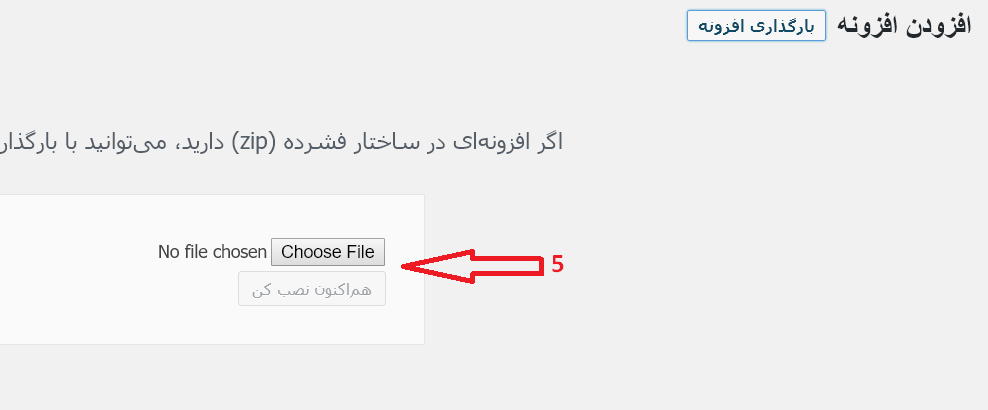 افزودن افزونه بارگذاری افزونه
اگر افزونه‌ای در ساختار فشرده (zip) دارید، می‌توانید با بارگذار
No file chosen Choose File
5
هم‌اکنون نصب کن